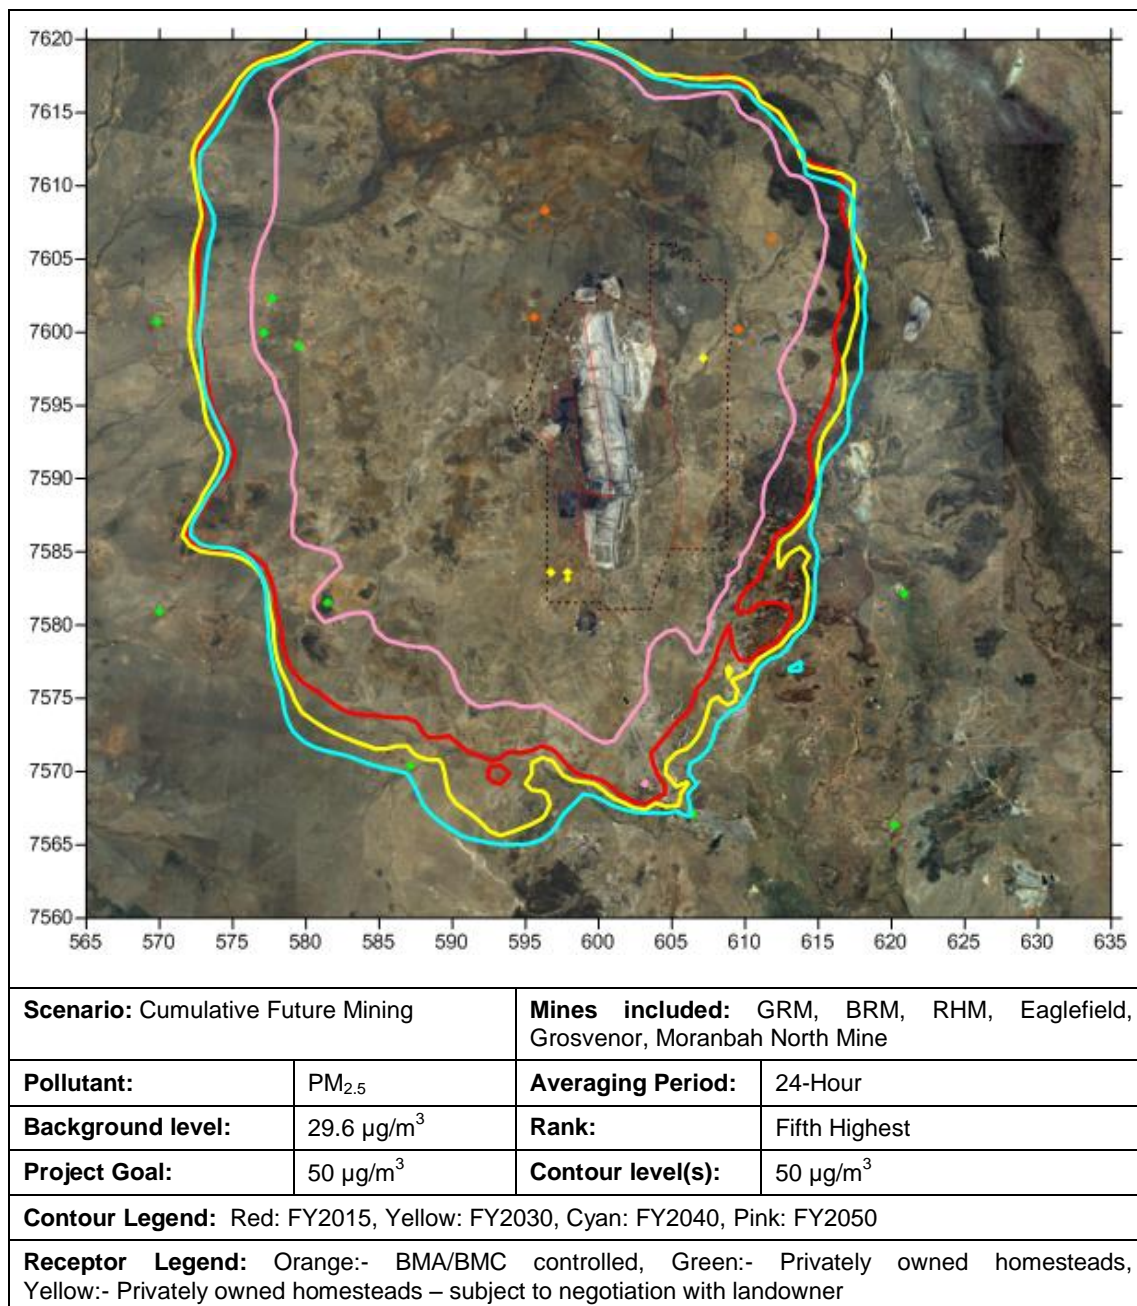 7620
7615
7610
7605
7600
7595
7590
7585
7580
7575
7570
7565
7560
565 570 575 580 585 590 595 600 605 610 615 620 625 630 635
Scenario: Cumulative Future Mining
Mines included: GRM, BRM, RHM, Eaglefield,
Grosvenor, Moranbah North Mine
Pollutant: PM2.5 Averaging Period: 24-Hour
Background level: 29.6 µg/m³ Rank: Fifth Highest
Project Goal: 50 µg/m³ Contour level(s): 50 µg/m³
Contour Legend: Red: FY2015, Yellow: FY2030, Cyan: FY2040, Pink: FY2050
Receptor Legend: Orange:- BMA/BMC controlled, Green:- Privately owned homesteads,
Yellow:- Privately owned homesteads – subject to negotiation with landowner